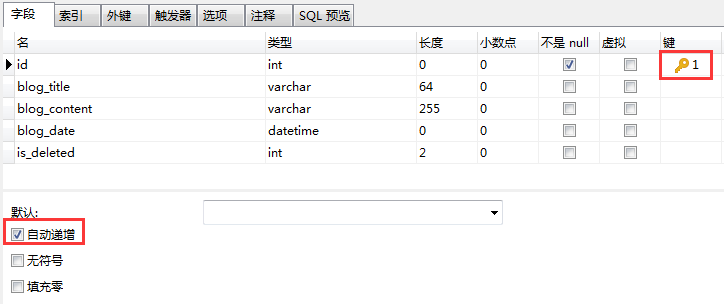 字段 索引 外键 触发器 选项 注释 SQL 预览
名 类型 长度 小数点 不是 null 虚拟 键
id int 0 0 1
blog_title varchar 64 0
blog_content varchar 255 0
blog_date datetime 0 0
is_deleted int 2 0
默认:
自动递增
无符号
填充零